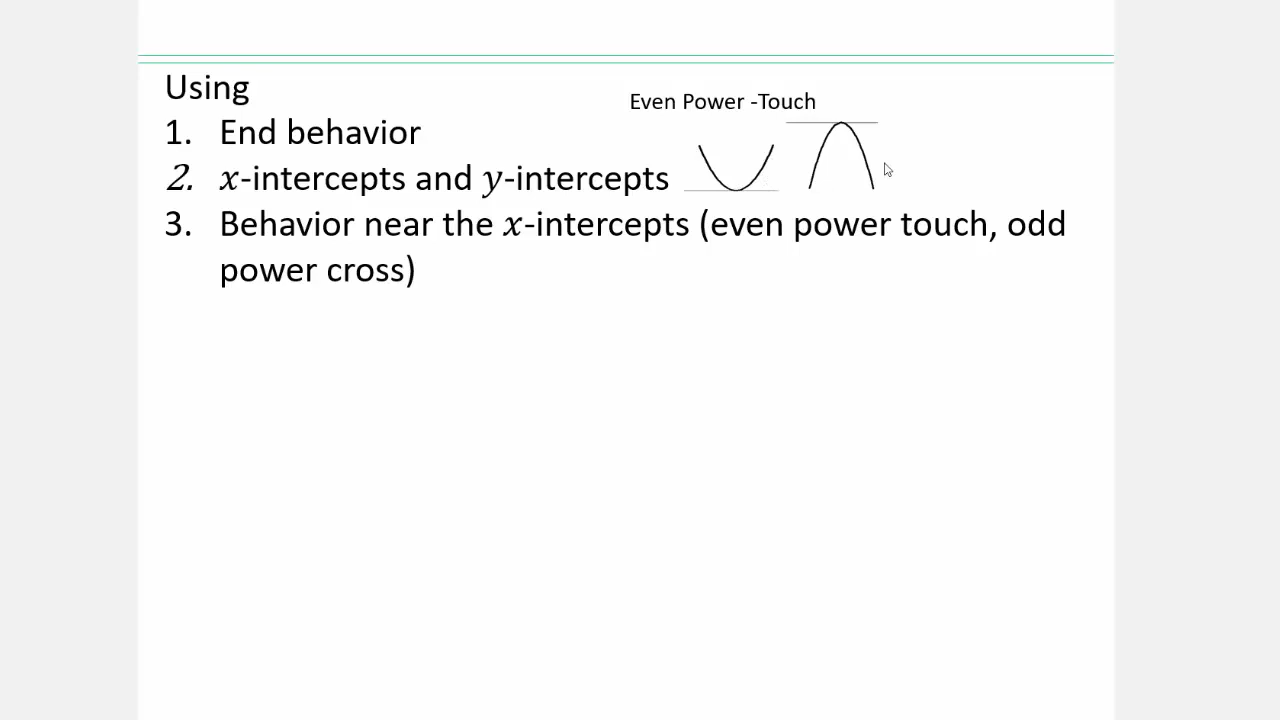 Using
Even Power -Touch
1. End behavior
2. x-intercepts and y-intercepts
3. Behavior near the x-intercepts (even power touch, odd
power cross)